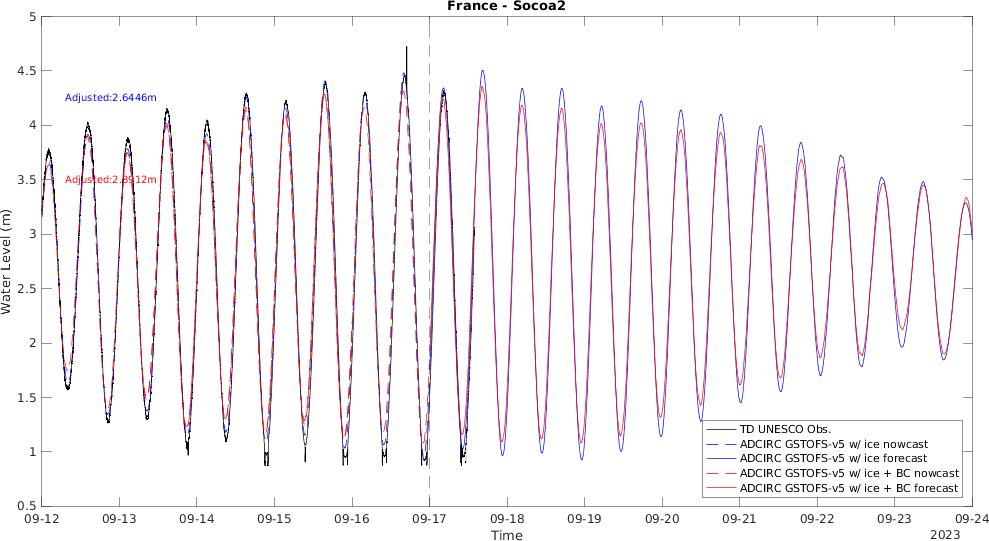 France - Socoa2
5
4.5
4
3.5
3
2.5
2
1.5
1
0.5
Water Level (m)
Adjusted:2.6446m
Adjusted:2.8912m
TD UNESCO Obs.
ADCIRC GSTOFS-v5 w/ ice nowcast
ADCIRC GSTOFS-v5 w/ ice forecast
ADCIRC GSTOFS-v5 w/ ice + BC nowcast
ADCIRC GSTOFS-v5 w/ ice + BC forecast
09-12 09-13 09-14 09-15 09-16 09-17 09-18 09-19 09-20 09-21 09-22 09-23 09-24
Time
2023